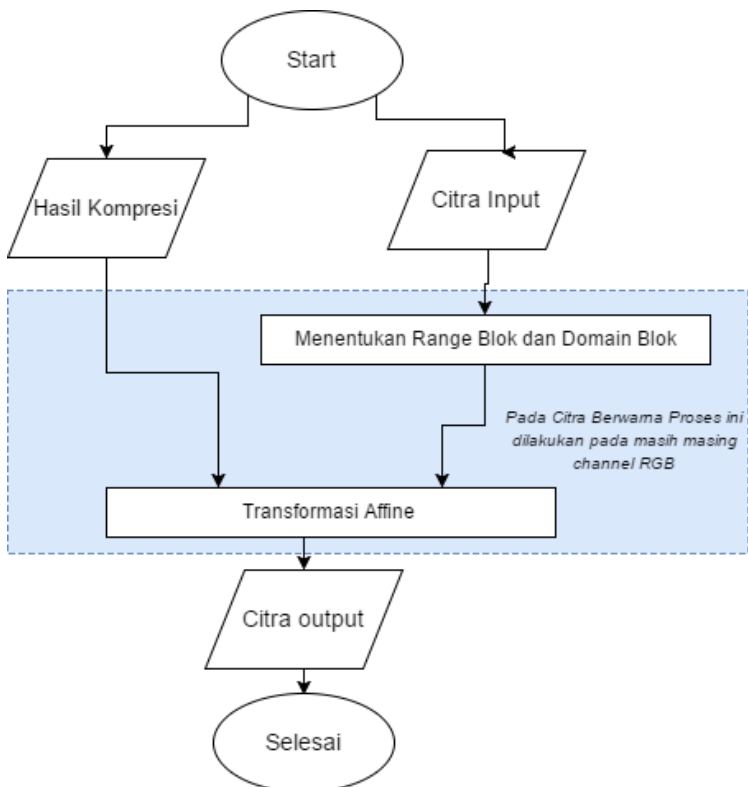 Start
Hasil Kompresi
Citra Input
Menentukan Range Blok dan Domain Blok
Pada Citra Berwarna Proses ini
dilakukan pada masih masing
channel RGB
Transformasi Affine
Citra output
Selesai